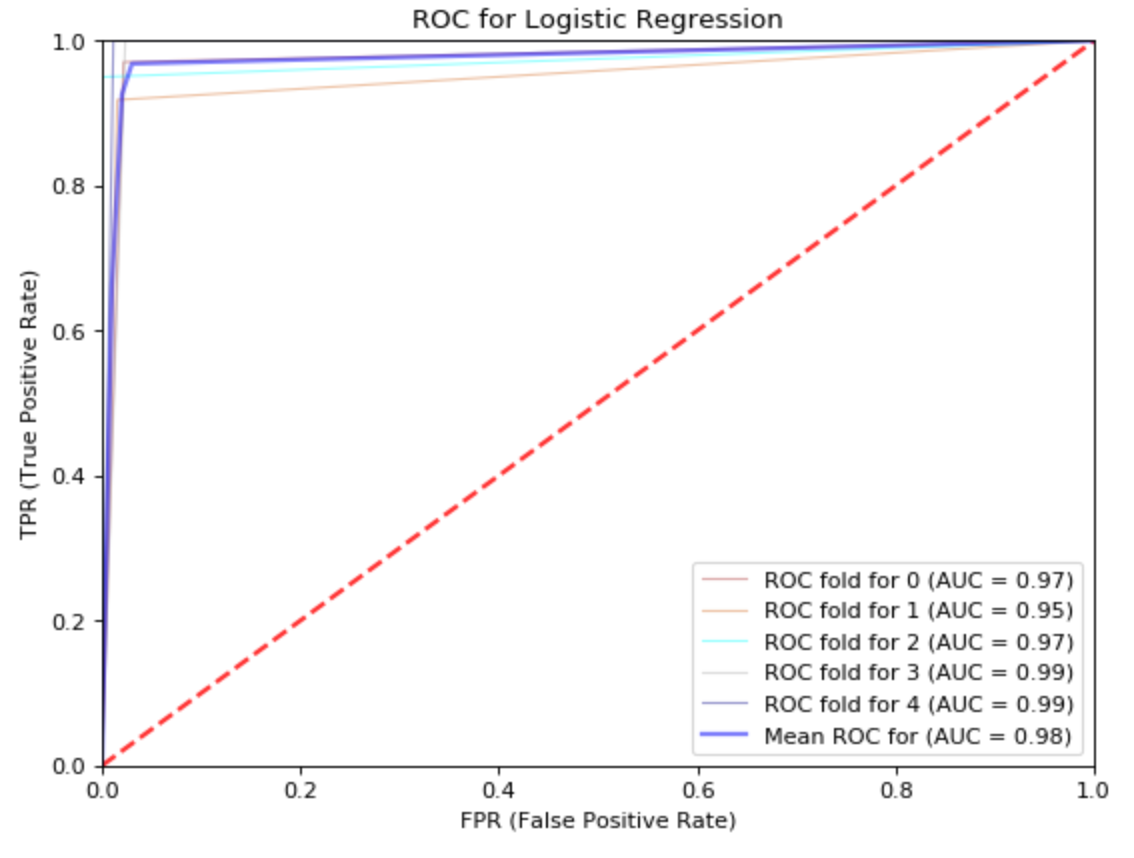 ROC for Logistic Regression
1.0
0.8
0.6
0.4
0.2
0.0
TPR (True Positive Rate)
ROC fold for 0 (AUC = 0.97)
ROC fold for 1 (AUC = 0.95)
ROC fold for 2 (AUC = 0.97)
ROC fold for 3 (AUC = 0.99)
ROC fold for 4 (AUC = 0.99)
Mean ROC for (AUC = 0.98)
0.0 0.2 0.4 0.6 0.8 1.0
FPR (False Positive Rate)